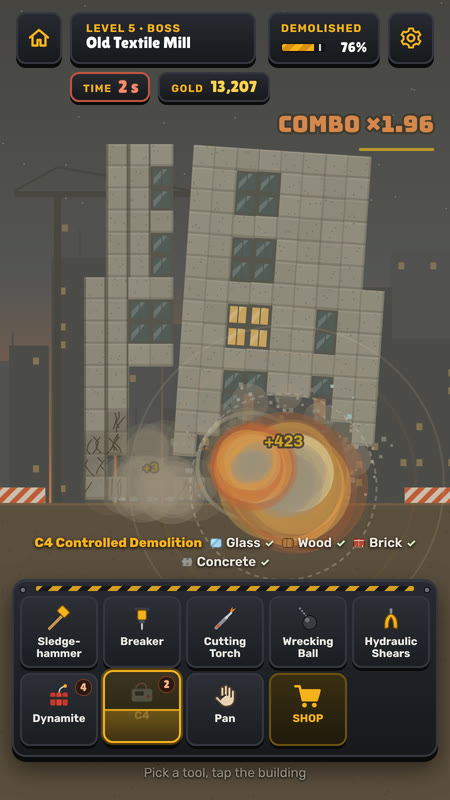 LEVEL 5 • BOSS
Old Textile Mill
DEMOLISHED
76%
TIME 2 s
GOLD 13,207
COMBO ×1.96
+423
+3
C4 Controlled Demolition Glass ✓ Wood ✓ Brick ✓
Concrete ✓
Sledge-
hammer
Breaker
Cutting
Torch
Wrecking
Ball
Hydraulic
Shears
4
Dynamite
2
C4
Pan
SHOP
Pick a tool, tap the building